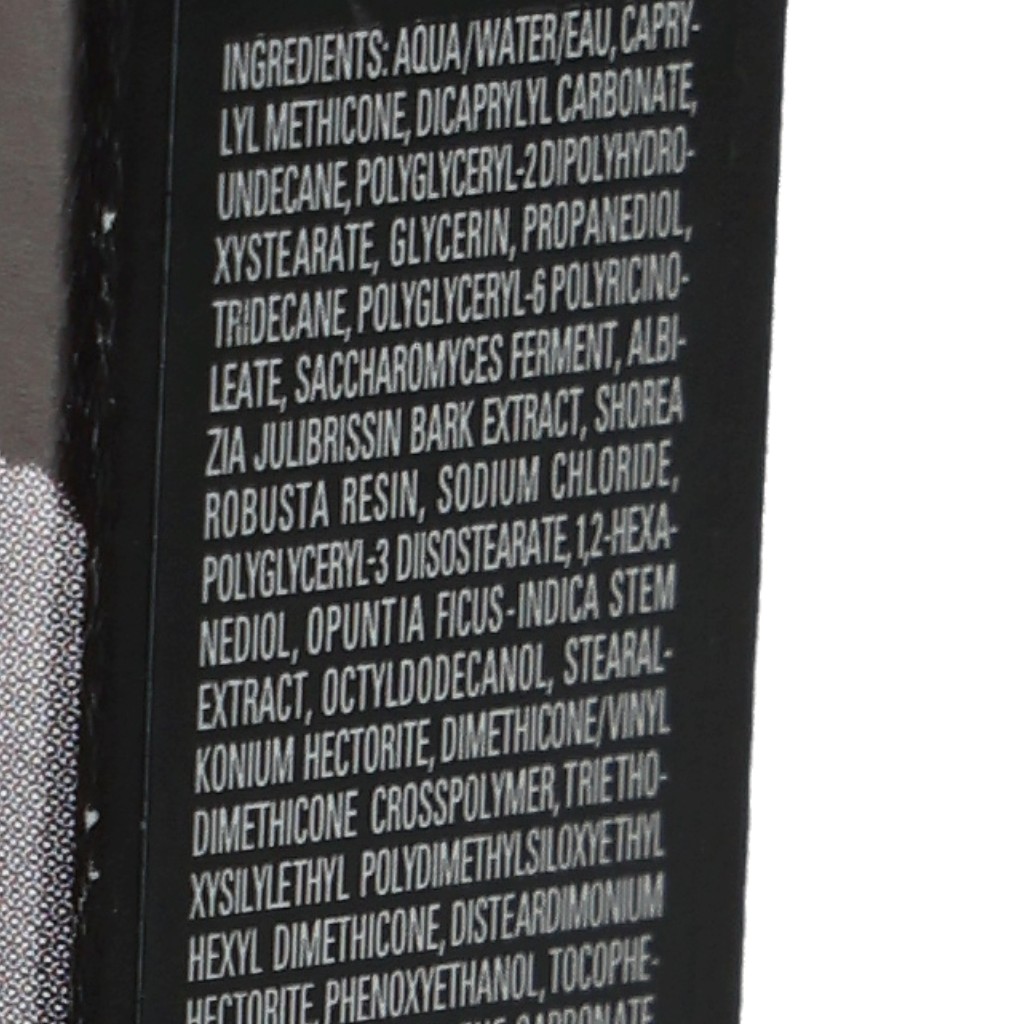 INGREDIENTS: AQUA/WATER/EAU, CAPRY-
LYL METHICONE, DICAPRYLYL CARBONATE,
UNDECANE, POLYGLYCERYL-2 DIPOLYHYDRO-
XYSTEARATE, GLYCERIN, PROPANEDIOL,
TRIDECANE, POLYGLYCERYL-6 POLYRICINO-
LEATE, SACCHAROMYCES FERMENT, ALBI-
ZIA JULIBRISSIN BARK EXTRACT, SHOREA
ROBUSTA RESIN, SODIUM CHLORIDE,
POLYGLYCERYL-3 DIISOSTEARATE, 1,2-HEXA-
NEDIOL, OPUNTIA FICUS-INDICA STEM
EXTRACT, OCTYLDODECANOL, STEARAL-
KONIUM HECTORITE, DIMETHICONE/VINYL
DIMETHICONE CROSSPOLYMER, TRIETHO-
XYSILYLETHYL POLYDIMETHYLSILOXYETHYL
HEXYL DIMETHICONE, DISTEARDIMONIUM
HECTORITE, PHENOXYETHANOL, TOCOPHE-
CARBONATE